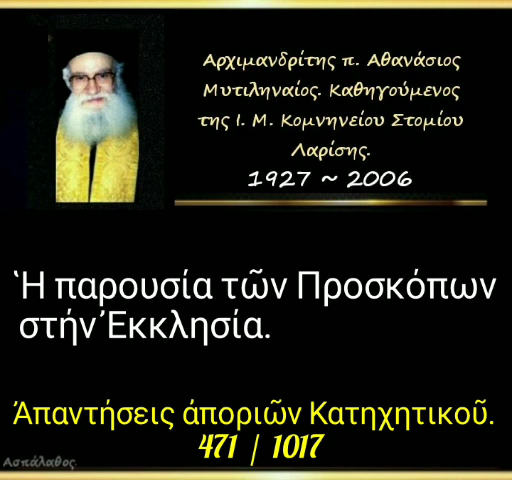 Αρχιμανδρίτης π. Αθανάσιος
Μυτιληναίος. Καθηγούμενος
της Ι. Μ. Κομνηνείου Στομίου
Λαρίσης.
1927 ~ 2006
Ἡ παρουσία τῶν Προσκόπων
στήν Ἐκκλησία.
Ἀπαντήσεις ἀποριῶν Κατηχητικοῦ.
471 | 1017
Ασπάλαθος